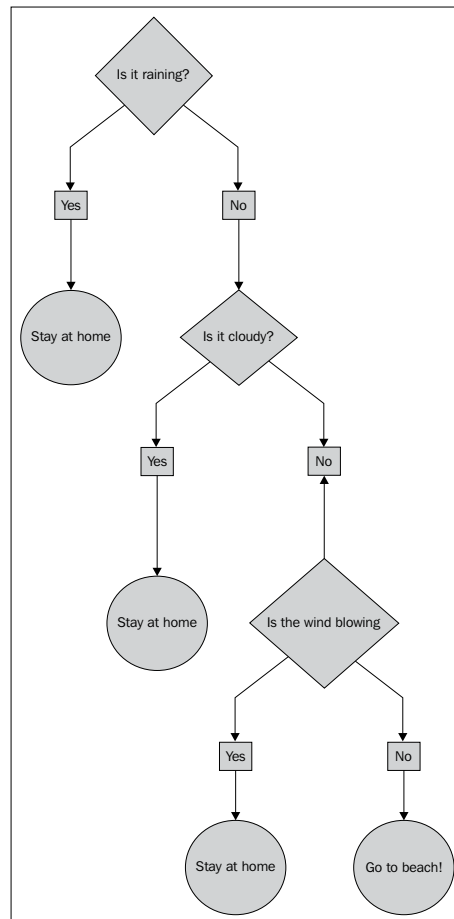 Is it raining?
Yes
No
Stay at home
Is it cloudy?
Yes
No
Stay at home
Is the wind blowing
Yes
No
Stay at home
Go to beach!